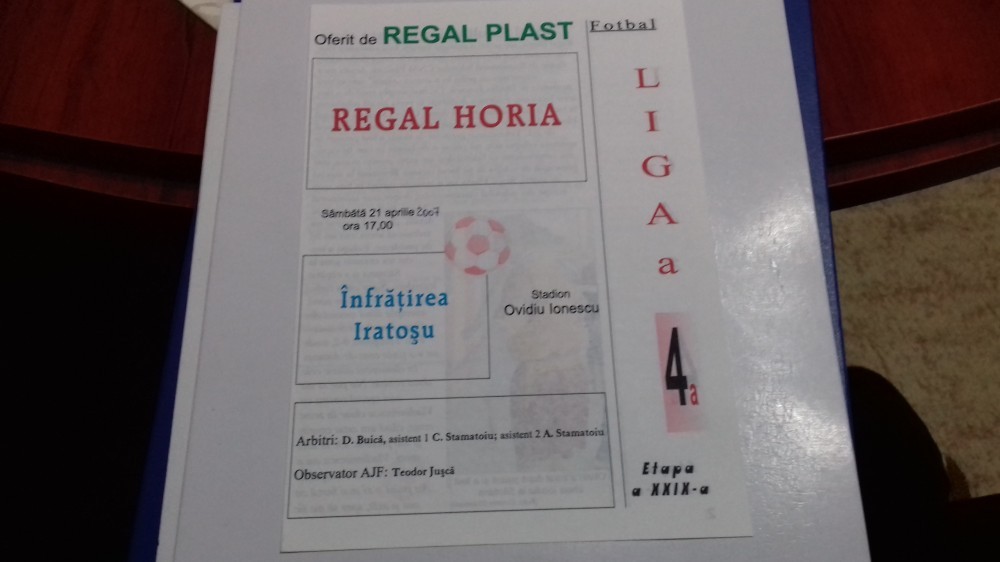 Oferit de REGAL PLAST
REGAL HORIA
Sâmbătă 21 aprilie 2007
ora 17,00
Înfrățirea
Iratoșu
Stadion
Ovidiu Ionescu
Arbitri: D. Buică, asistent 1 C. Stamatoiu; asistent 2 A. Stamatoiu
Observator AJF: Teodor Jușcă
Fotbal
L
I
G
A
a
4a
Etapa
a XXIX-a